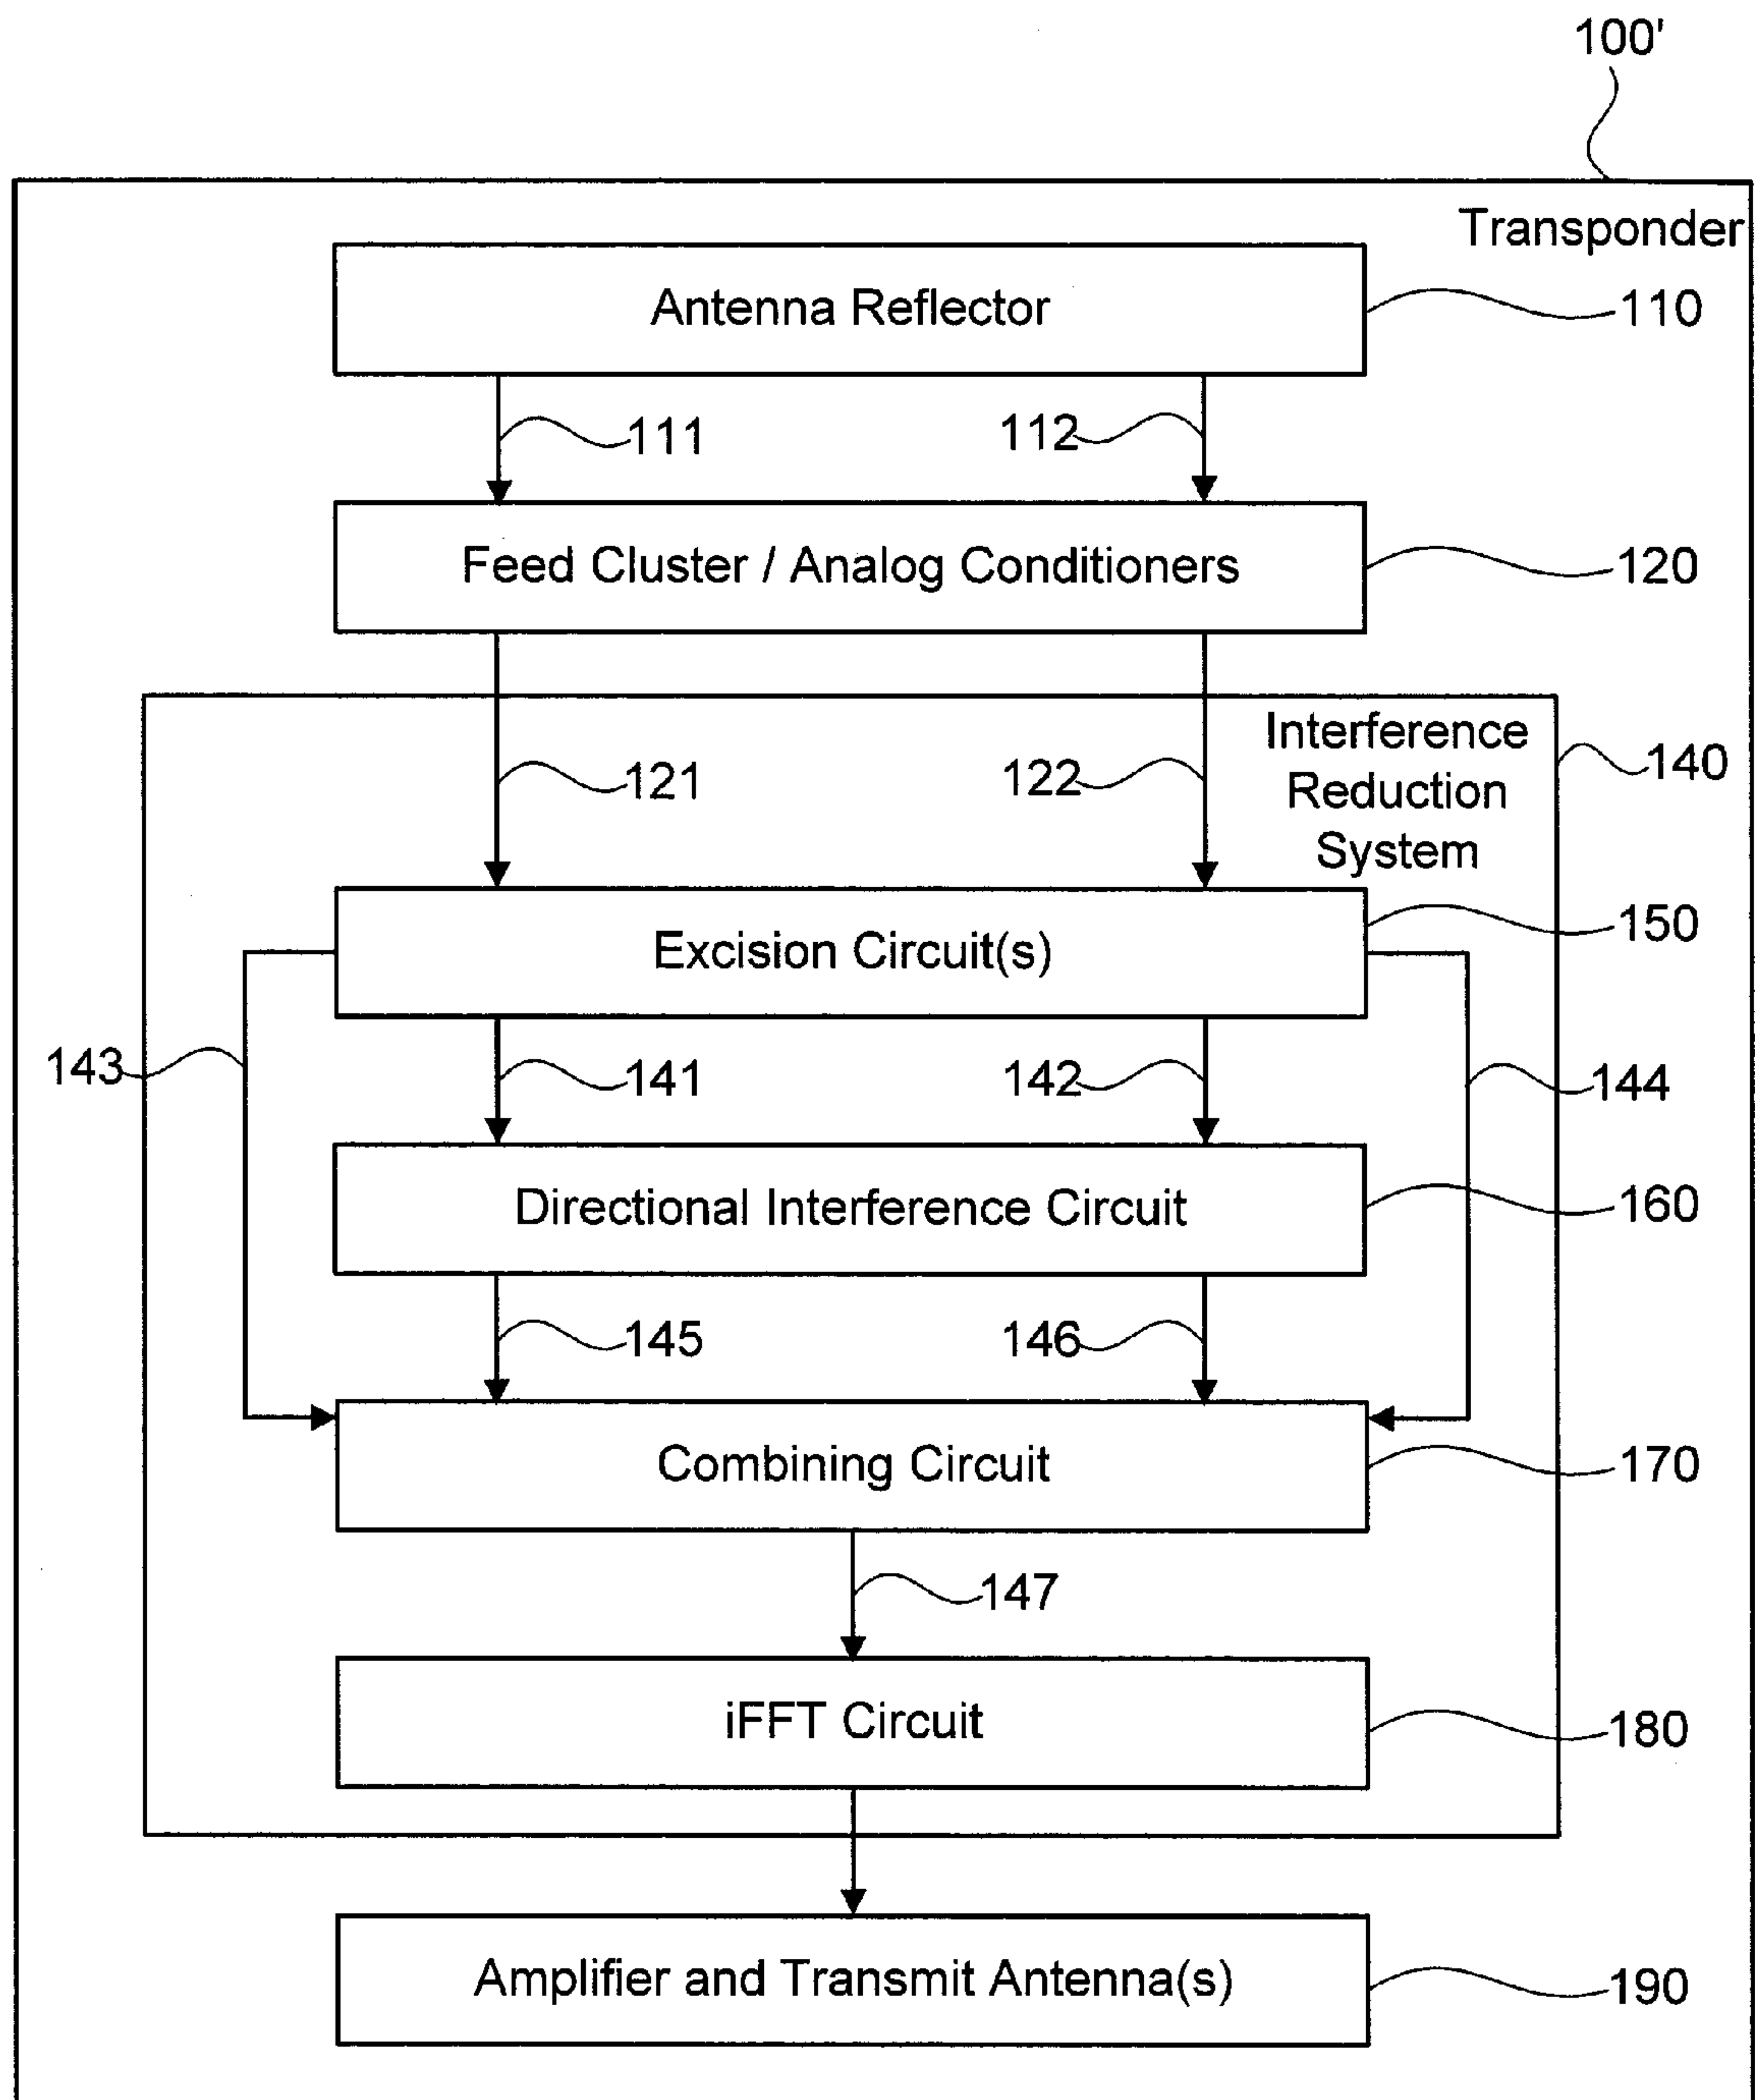 100'
Transponder
Antenna Reflector
110
111
112
Feed Cluster / Analog Conditioners
120
Interference
Reduction
System
140
121
122
Excision Circuit(s)
150
143
141
142
144
Directional Interference Circuit
160
145
146
Combining Circuit
170
147
iFFT Circuit
180
Amplifier and Transmit Antenna(s)
190